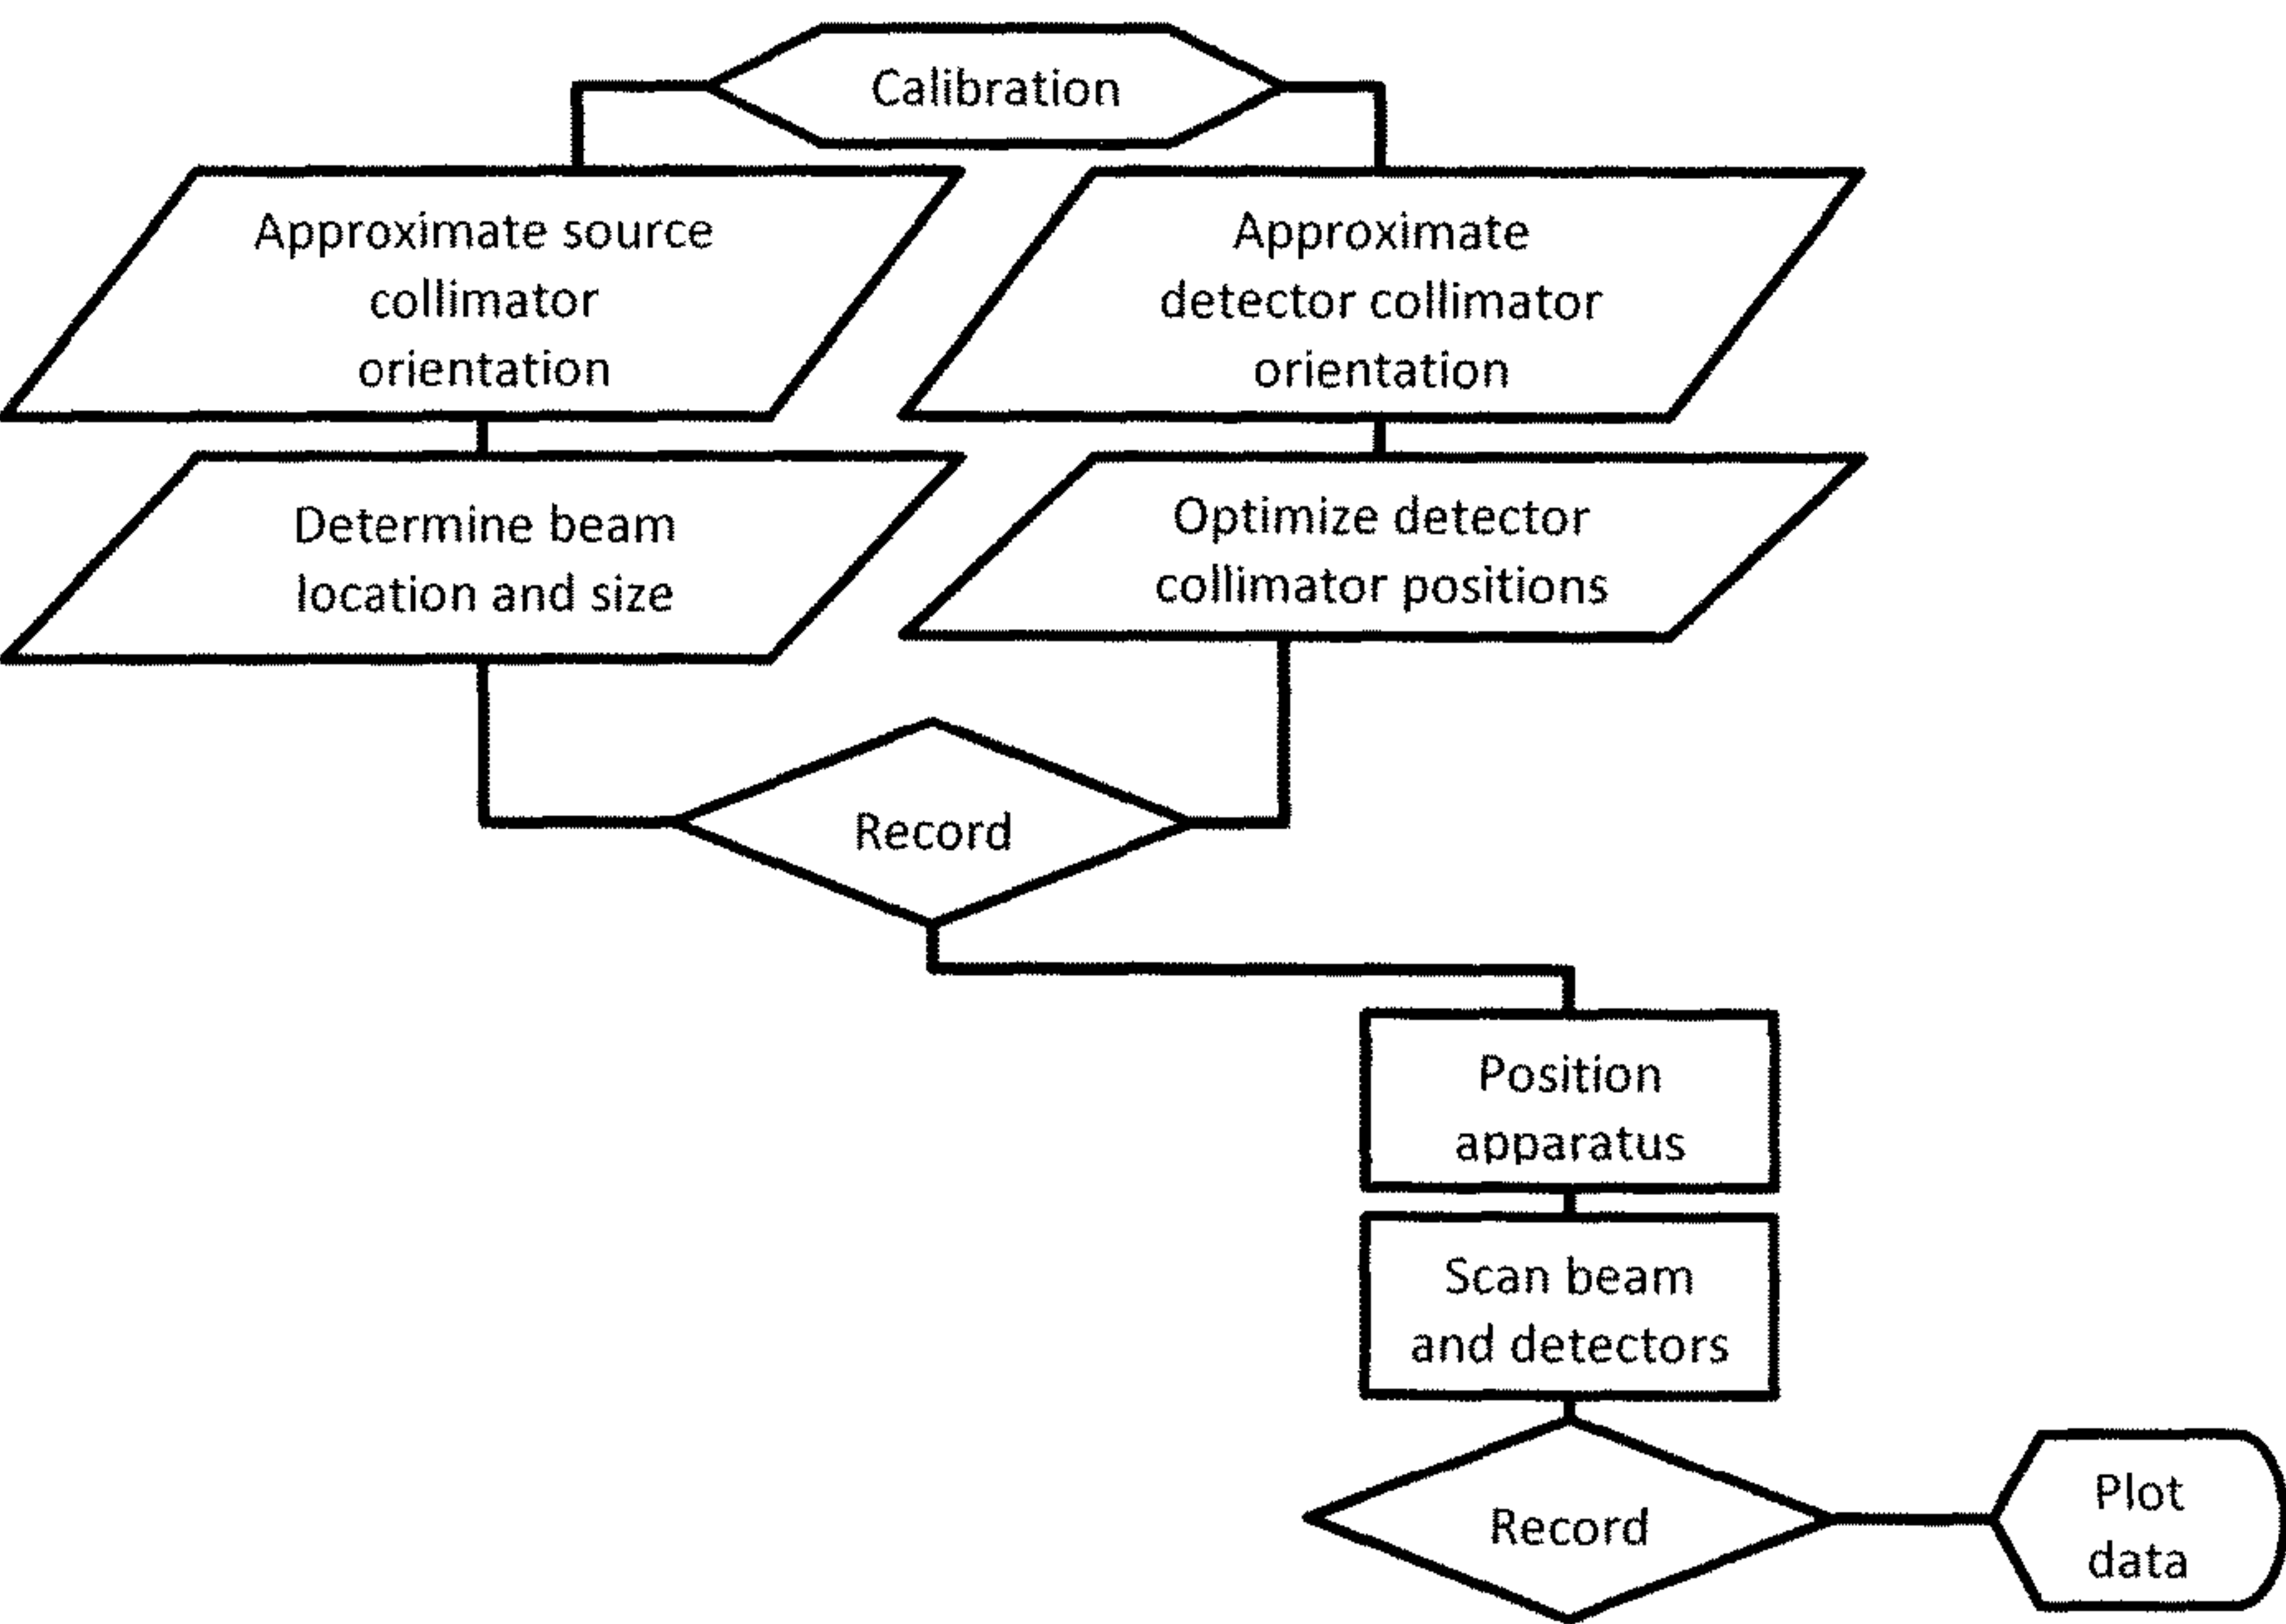 Calibration
Approximate source
collimator
orientation
Approximate
detector collimator
orientation
Determine beam
location and size
Optimize detector
collimator positions
Record
Position
apparatus
Scan beam
and detectors
Record
Plot
data